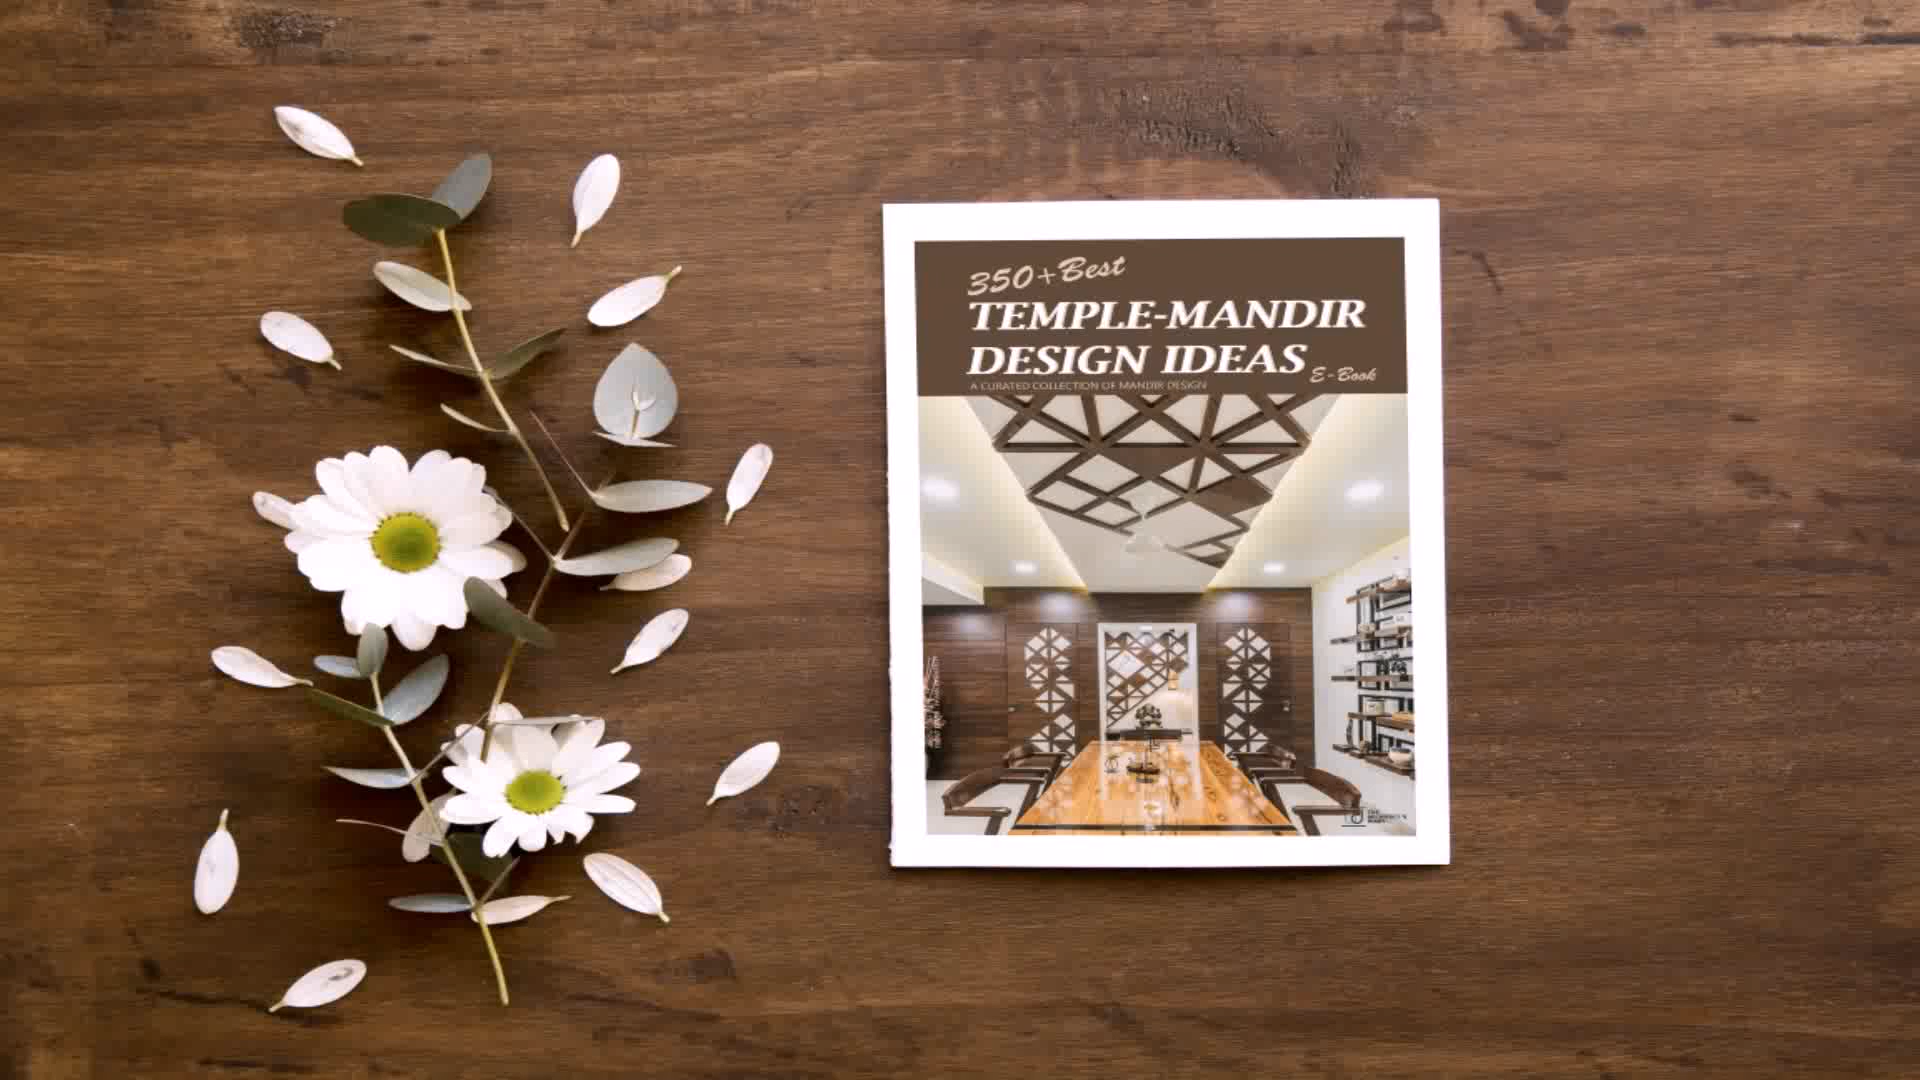 350+Best
TEMPLE-MANDIR
DESIGN IDEAS
E-Book
A CURATED COLLECTION OF MANDIR DESIGN